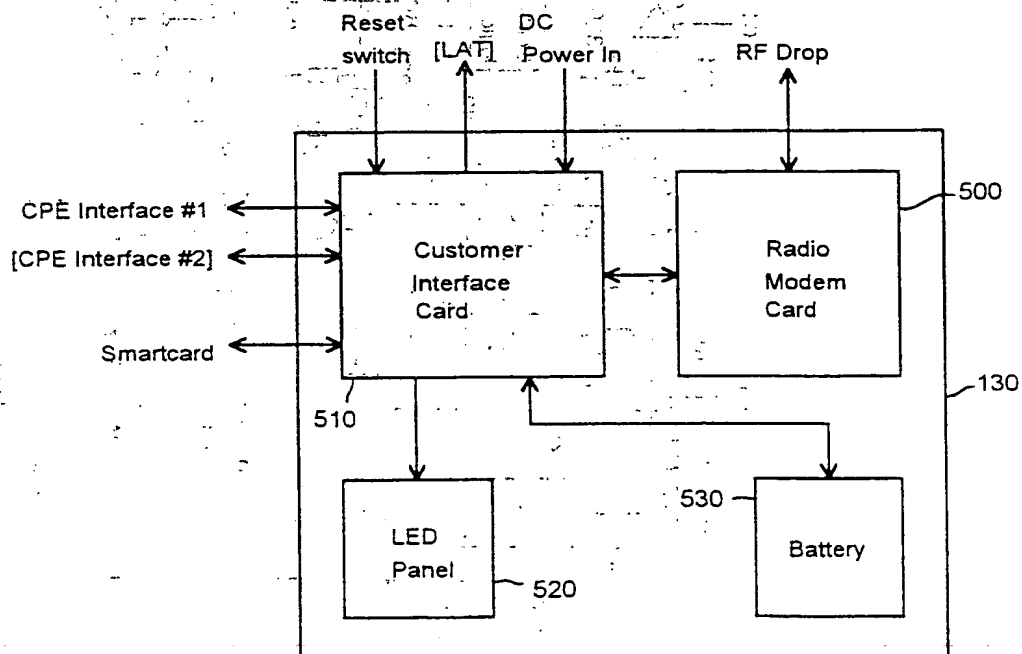 Reset
switch
[LAT]
DC
Power In
RF Drop
CPE Interface #1
[CPE Interface #2]
Smartcard
Customer
Interface
Card
510
Radio
Modem
Card
500
130
LED
Panel
520
530
Battery